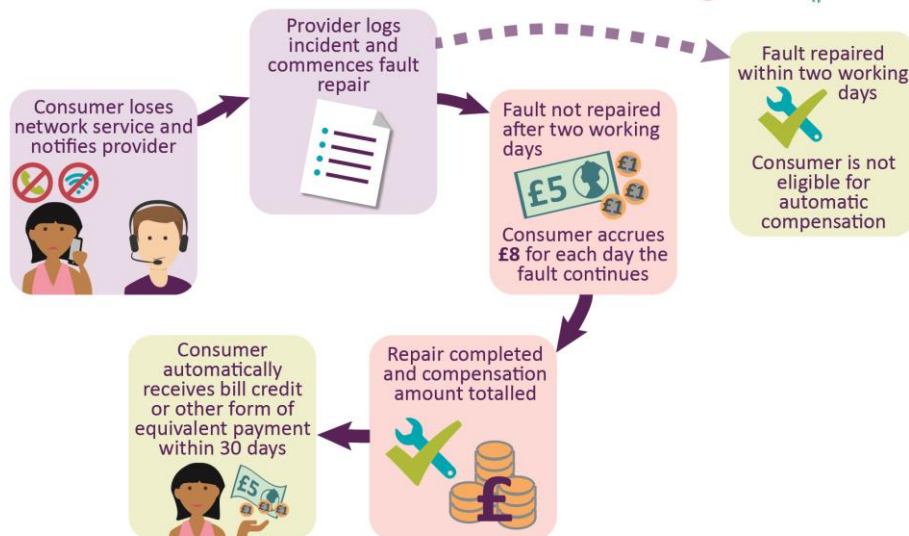 Consumer loses
network service and
notifies provider
Provider logs
incident and
commences fault
repair
Fault repaired
within two working
days
Consumer is not
eligible for
automatic
compensation
Fault not repaired
after two working
days
£5
£1
£1
£1
Consumer accrues
£8 for each day the
fault continues
Repair completed
and compensation
amount totalled
£
Consumer
automatically
receives bill credit
or other form of
equivalent payment
within 30 days
£5
£1
£1
£1